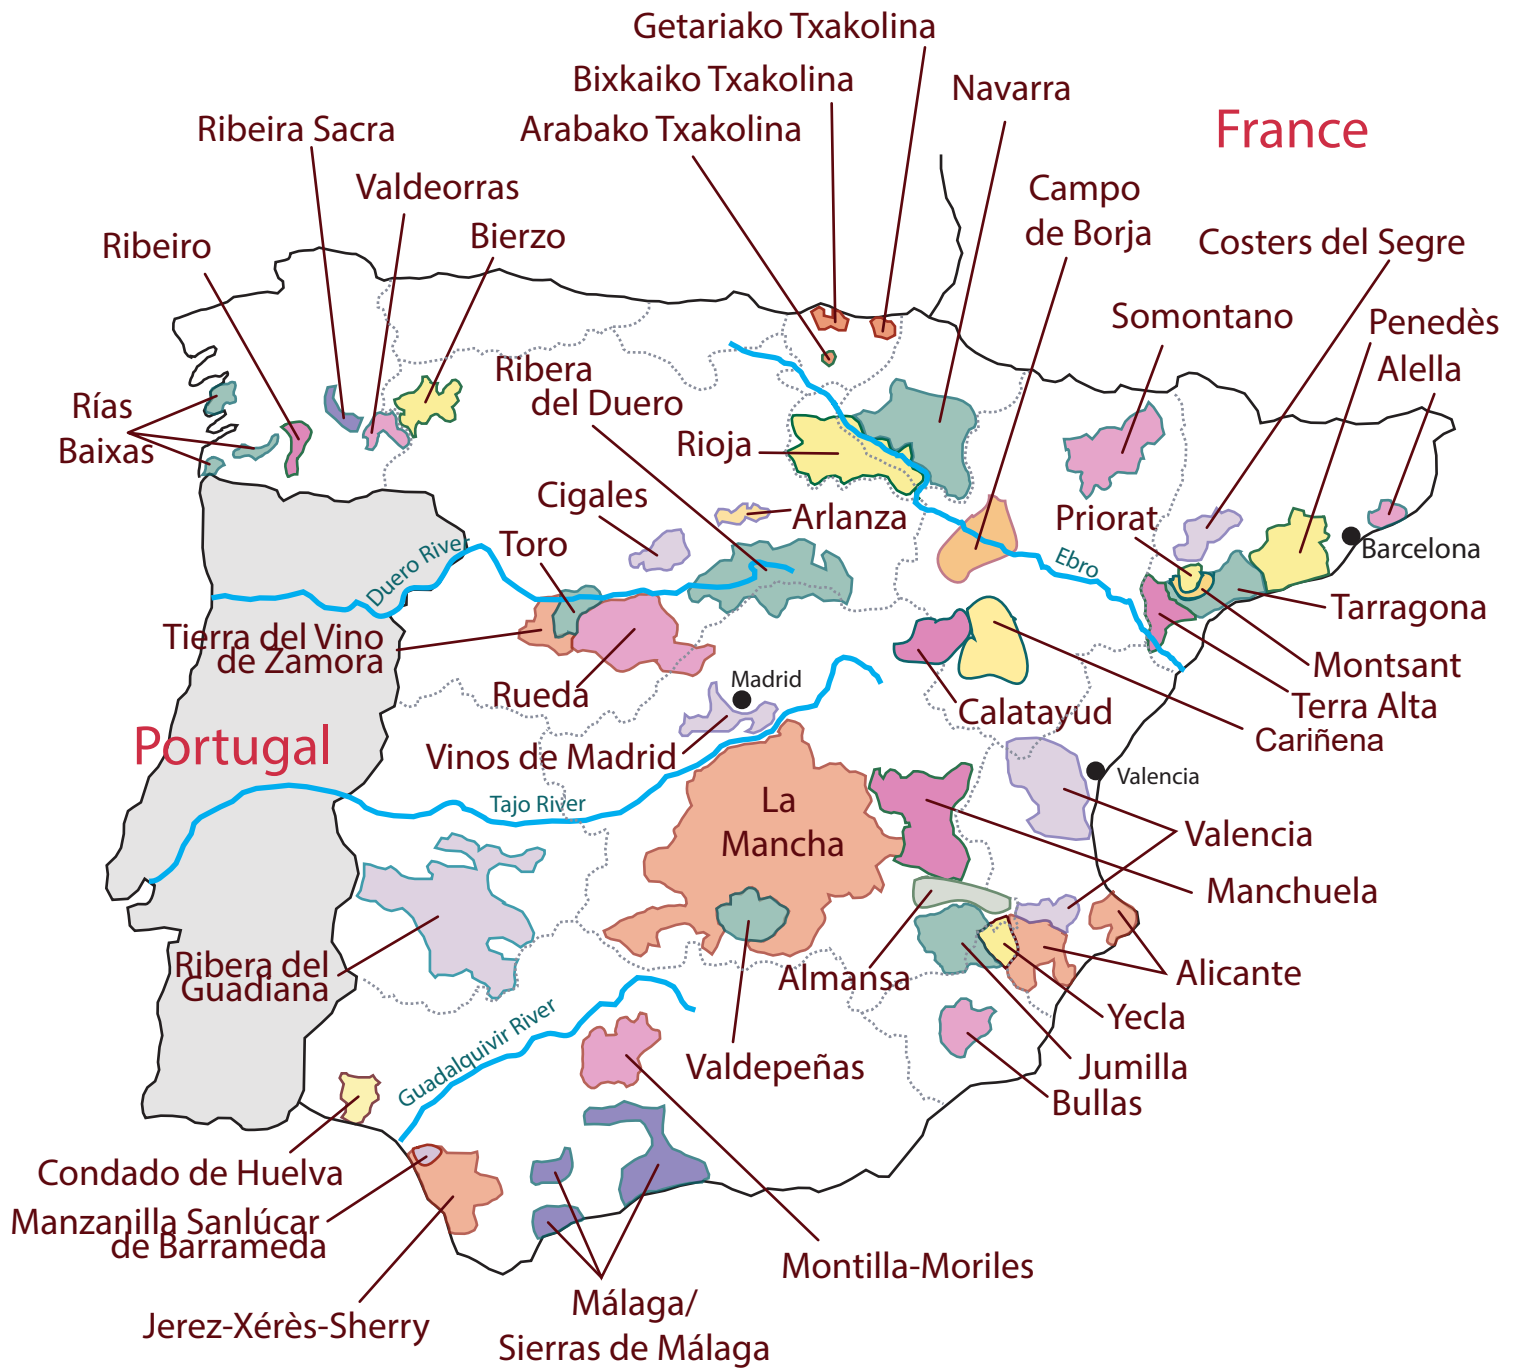 Getariako Txakolina
Bixkaiko Txakolina
Navarra
Arabako Txakolina
France
Ribeira Sacra
Valdeorras
Campo
de Borja
Bierzo
Ribeiro
Costers del Segre
Somontano
Penedès
Alella
Ribera
del Duero
Rías
Baixas
Rioja
Cigales
Arlanza
Priorat
Toro
Duero River
Ebro
Barcelona
Tarragona
Tierra del Vino
de Zamora
Montsant
Rueda
Madrid
Terra Alta
Calatayud
Cariñena
Portugal
Vinos de Madrid
Valencia
Tajo River
La
Mancha
Valencia
Manchuela
Ribera del
Guadiana
Almansa
Alicante
Yecla
Guadalquivir River
Valdepeñas
Jumilla
Bullas
Condado de Huelva
Manzanilla Sanlúcar
de Barrameda
Montilla-Moriles
Jerez-Xérès-Sherry
Málaga/
Sierras de Málaga